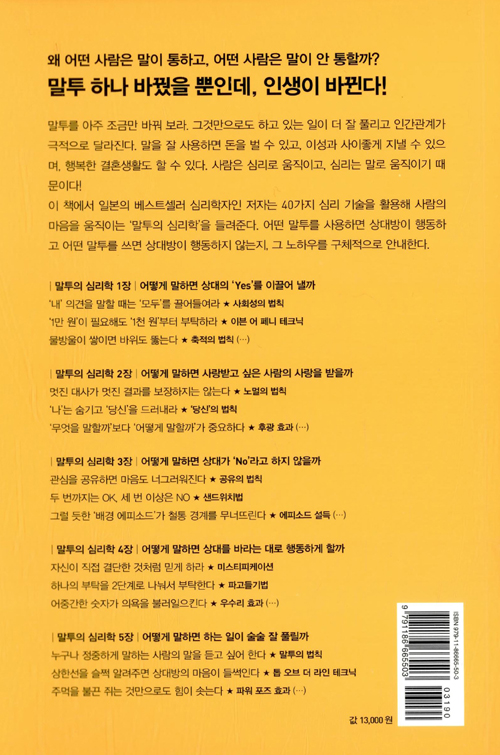 왜 어떤 사람은 말이 통하고, 어떤 사람은 말이 안 통할까?
말투 하나 바꿨을 뿐인데, 인생이 바뀐다!
말투를 아주 조금만 바꿔 보라. 그것만으로도 하고 있는 일이 더 잘 풀리고 인간관계가
극적으로 달라진다. 말을 잘 사용하면 돈을 벌 수 있고, 이성과 사이좋게 지낼 수 있으
며, 행복한 결혼생활도 할 수 있다. 사람은 심리로 움직이고, 심리는 말로 움직이기 때
문이다!
이 책에서 일본의 베스트셀러 심리학자인 저자는 40가지 심리 기술을 활용해 사람의
마음을 움직이는 '말투의 심리학'을 들려준다. 어떤 말투를 사용하면 상대방이 행동하
고 어떤 말투를 쓰면 상대방이 행동하지 않는지, 그 노하우를 구체적으로 안내한다.
| 말투의 심리학 1장 | 어떻게 말하면 상대의 'Yes'를 이끌어 낼까
'내' 의견을 말할 때는 '모두'를 끌어들여라 ★ 사회성의 법칙
'1만 원'이 필요해도 '1천 원'부터 부탁하라 ★ 이븐 어 페니 테크닉
물방울이 쌓이면 바위도 뚫는다 ★ 축적의 법칙 (…)
| 말투의 심리학 2장 | 어떻게 말하면 사랑받고 싶은 사람의 사랑을 받을까
멋진 대사가 멋진 결과를 보장하지는 않는다 ★ 노멀의 법칙
'나'는 숨기고 '당신'을 드러내라 ★ '당신'의 법칙
'무엇을 말할까'보다 '어떻게 말할까'가 중요하다 ★ 후광 효과 (…)
| 말투의 심리학 3장 | 어떻게 말하면 상대가 'No'라고 하지 않을까
관심을 공유하면 마음도 너그러워진다 ★ 공유의 법칙
두 번까지는 OK, 세 번 이상은 NO ★ 샌드위치법
그럴 듯한 '배경 에피소드'가 철통 경계를 무너뜨린다 ★ 에피소드 설득 (…)
| 말투의 심리학 4장 | 어떻게 말하면 상대를 바라는 대로 행동하게 할까
자신이 직접 결단한 것처럼 믿게 하라 ★ 미스티피케이션
하나의 부탁을 2단계로 나눠서 부탁한다 ★ 파고들기법
어중간한 숫자가 의욕을 불러일으킨다 ★ 우수리 효과 (…)
| 말투의 심리학 5장 | 어떻게 말하면 하는 일이 술술 잘 풀릴까
누구나 정중하게 말하는 사람의 말을 듣고 싶어 한다 ★ 말투의 법칙
상한선을 슬쩍 알려주면 상대방의 마음이 들썩인다 ★ 톱 오브 더 라인 테크닉
주먹을 불끈 쥐는 것만으로도 힘이 솟는다 ★ 파워 포즈 효과 (…)
값 13,000원
ISBN 979-11-86665-50-3
9 791186 665503
03190